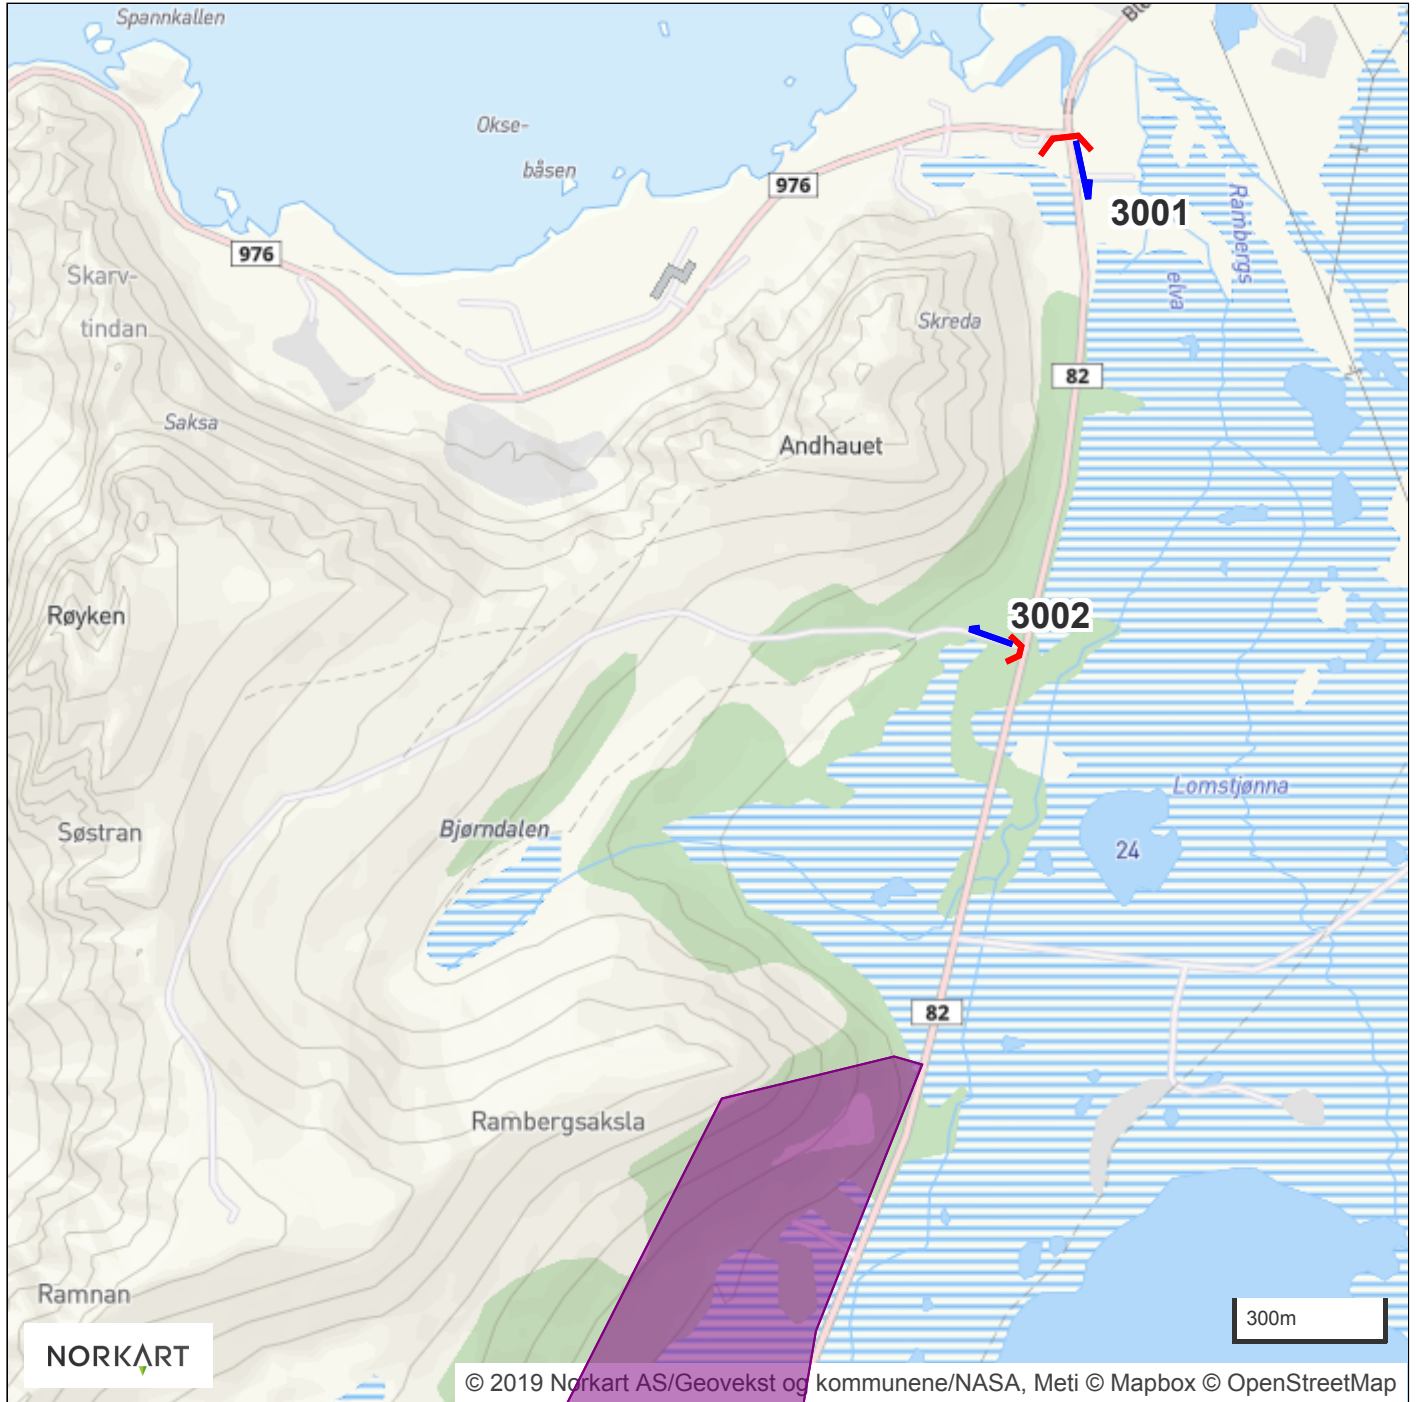 Spannkallen
Okse-
båsen
976
976
3001
Rambergs
elva
Skarv-
tindan
Skreda
82
Saksa
Andhauet
Røyken
3002
Lomstjønna
Søstran
Bjørndalen
24
82
Rambergsaksla
Ramnan
300m
NORKART
© 2019 Norkart AS/Geovekst og kommunene/NASA, Meti © Mapbox © OpenStreetMap